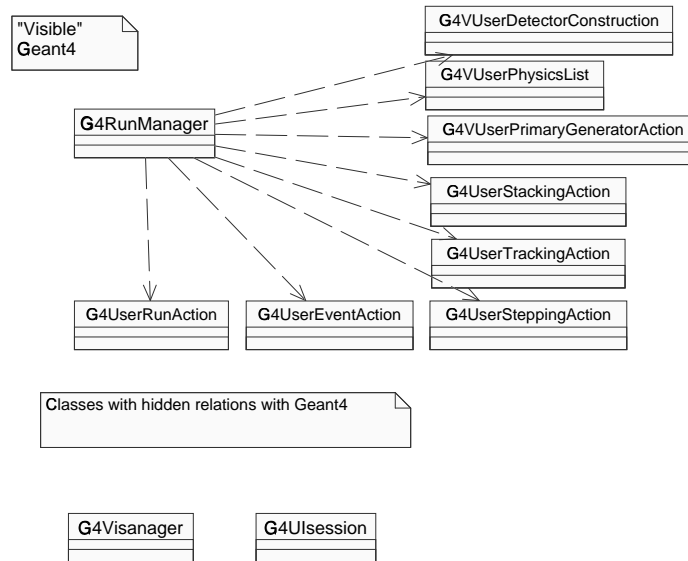 "Visible"
Geant4
G4VUserDetectorConstruction
G4VUserPhysicsList
G4RunManager
G4VUserPrimaryGeneratorAction
G4UserStackingAction
G4UserTrackingAction
G4UserRunAction
G4UserEventAction
G4UserSteppingAction
Classes with hidden relations with Geant4
G4Visanager
G4UIsession